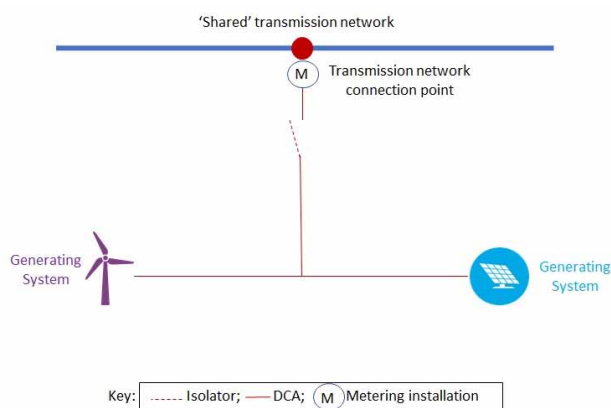 ‘Shared’ transmission network
M
Transmission network
connection point
Generating
System
Generating
System
Key: Isolator; DCA; M Metering installation